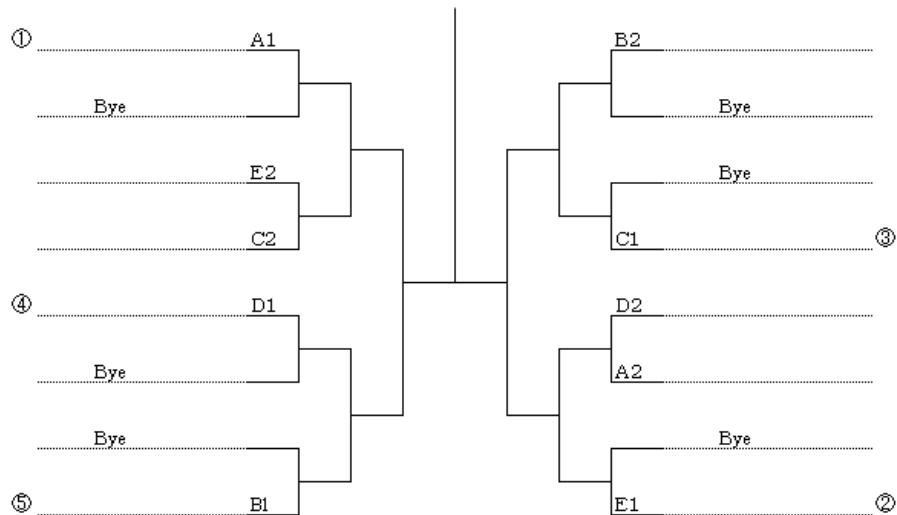 ① A1
Bye
E2
C2
④ D1
Bye
Bye
⑤ B1
B2
Bye
Bye
C1 ③
D2
A2
Bye
E1 ②